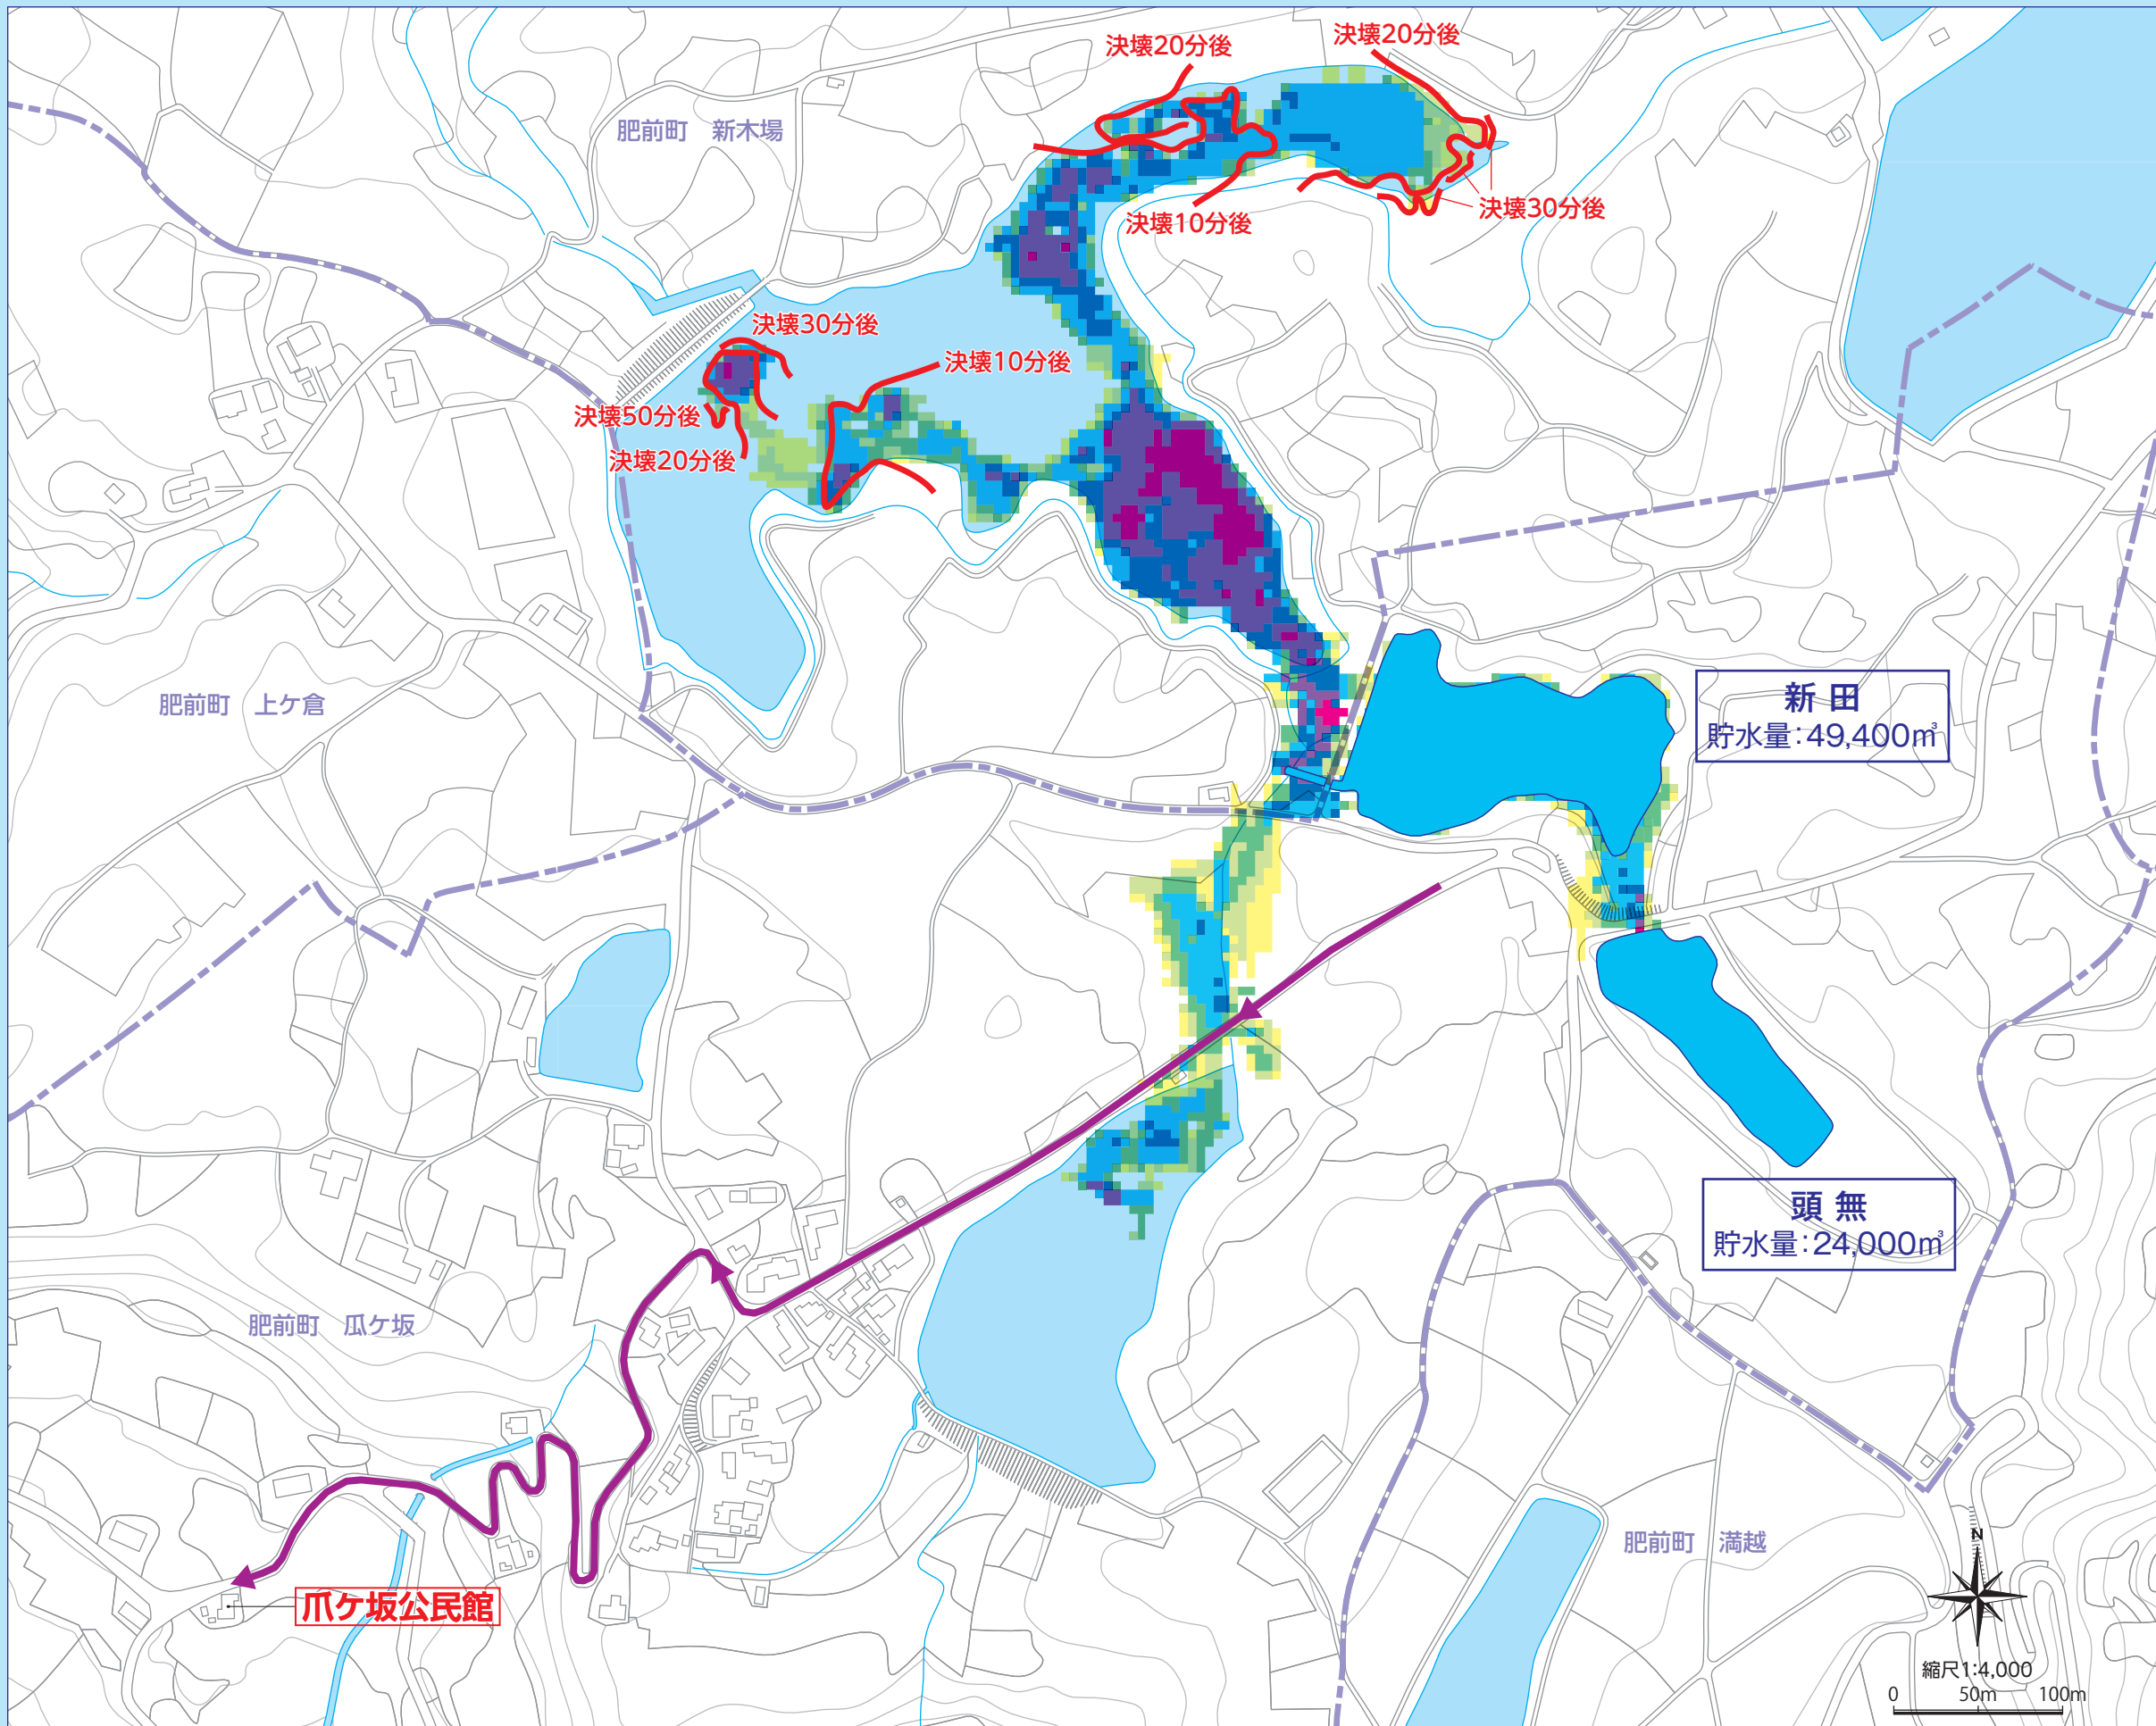 決壊20分後
決壊20分後
肥前町　新木場
決壊30分後
決壊10分後
決壊30分後
決壊10分後
決壊50分後
決壊20分後
肥前町　上ケ倉
新 田
貯水量：49,400㎥
頭 無
貯水量：24,000㎥
肥前町　瓜ケ坂
肥前町　満越
N
爪ケ坂公民館
縮尺1:4,000
0 50m 100m